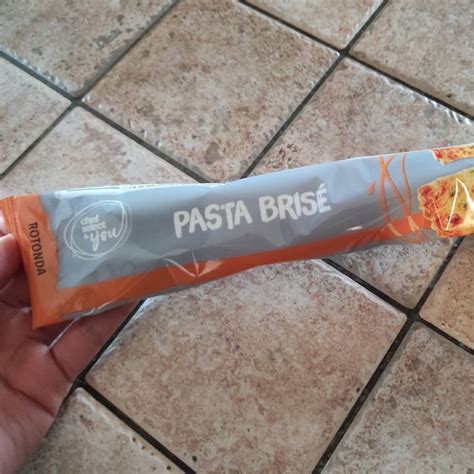 ROTONDA
chef
select
& you
PASTA BRISÉ